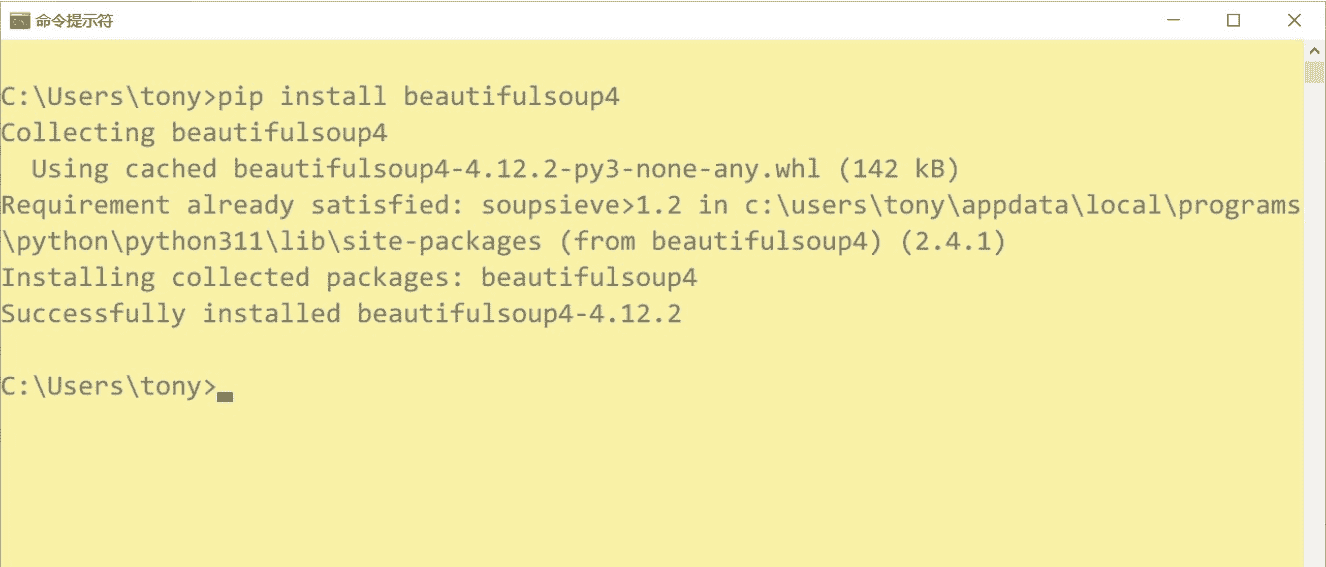 命令提示符
C:\Users\tony>pip install beautifulsoup4
Collecting beautifulsoup4
  Using cached beautifulsoup4-4.12.2-py3-none-any.whl (142 kB)
Requirement already satisfied: soupsieve>1.2 in c:\users\tony\appdata\local\programs
\python\python311\lib\site-packages (from beautifulsoup4) (2.4.1)
Installing collected packages: beautifulsoup4
Successfully installed beautifulsoup4-4.12.2
C:\Users\tony>